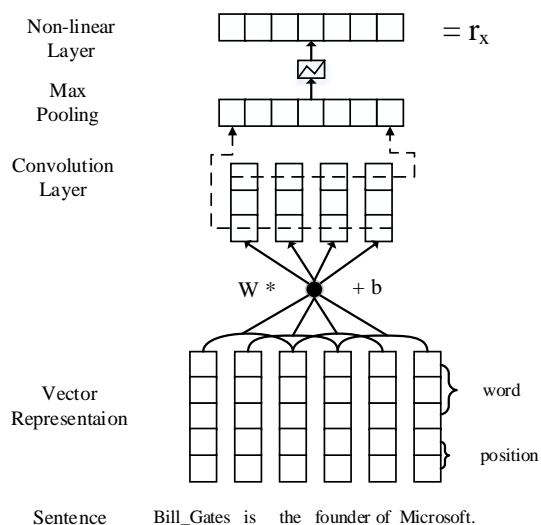 Non-linear
Layer
= r_x
Max
Pooling
Convolution
Layer
W *
+ b
Vector
Representaion
word
position
Sentence
Bill_Gates is the founder of Microsoft.